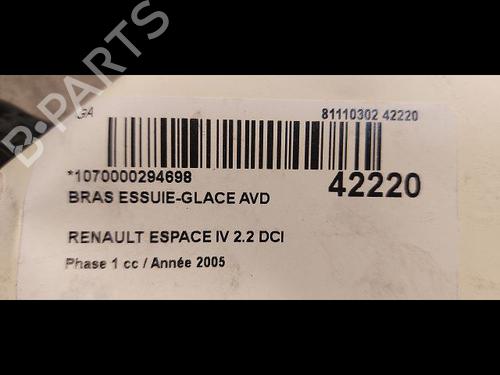 B-PARTS
GA
81110302 42220
*1070000294698
42220
BRAS ESSUIE-GLACE AVD
RENAULT ESPACE IV 2.2 DCI
Phase 1 cc / Année 2005